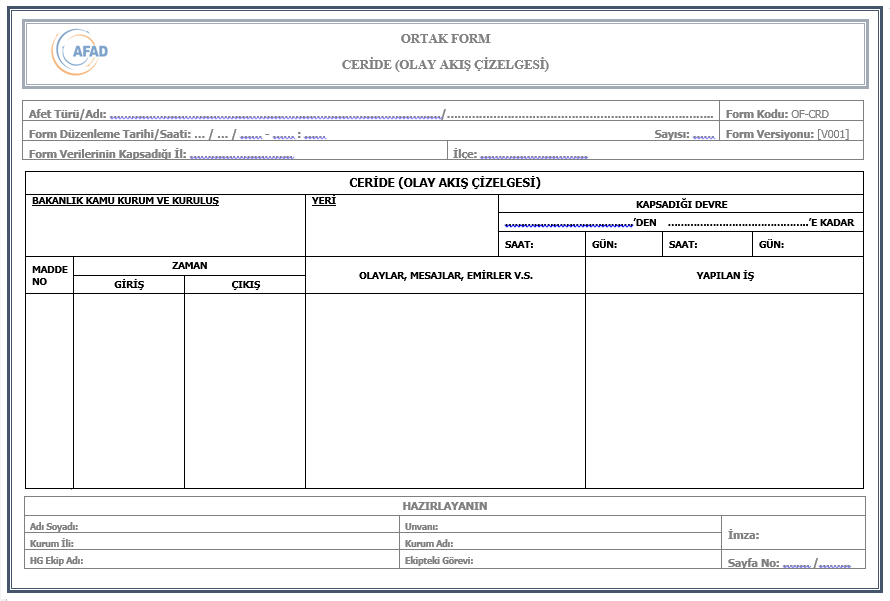 AFAD
ORTAK FORM
CERİDE (OLAY AKIŞ ÇİZELGESİ)
Afet Türü/Adı: ................................................../.................................................. Form Kodu: OF-CRD
Form Düzenleme Tarihi/Saati: ... / ... / ...... - ...... : ...... Sayısı: ...... Form Versiyonu: [V001]
Form Verilerinin Kapsadığı İl: ............................ İlçe: ............................
CERİDE (OLAY AKIŞ ÇİZELGESİ)
BAKANLIK KAMU KURUM VE KURULUŞ YERİ KAPSADIĞI DEVRE
.....................................’DEN .........................................’E KADAR
SAAT: GÜN: SAAT: GÜN:
MADDE NO ZAMAN OLAYLAR, MESAJLAR, EMİRLER V.S. YAPILAN İŞ
GİRİŞ ÇIKIŞ
HAZIRLAYANIN
Adı Soyadı: Unvanı: İmza:
Kurum İli: Kurum Adı:
HG Ekip Adı: Ekipteki Görevi: Sayfa No: ....... /........